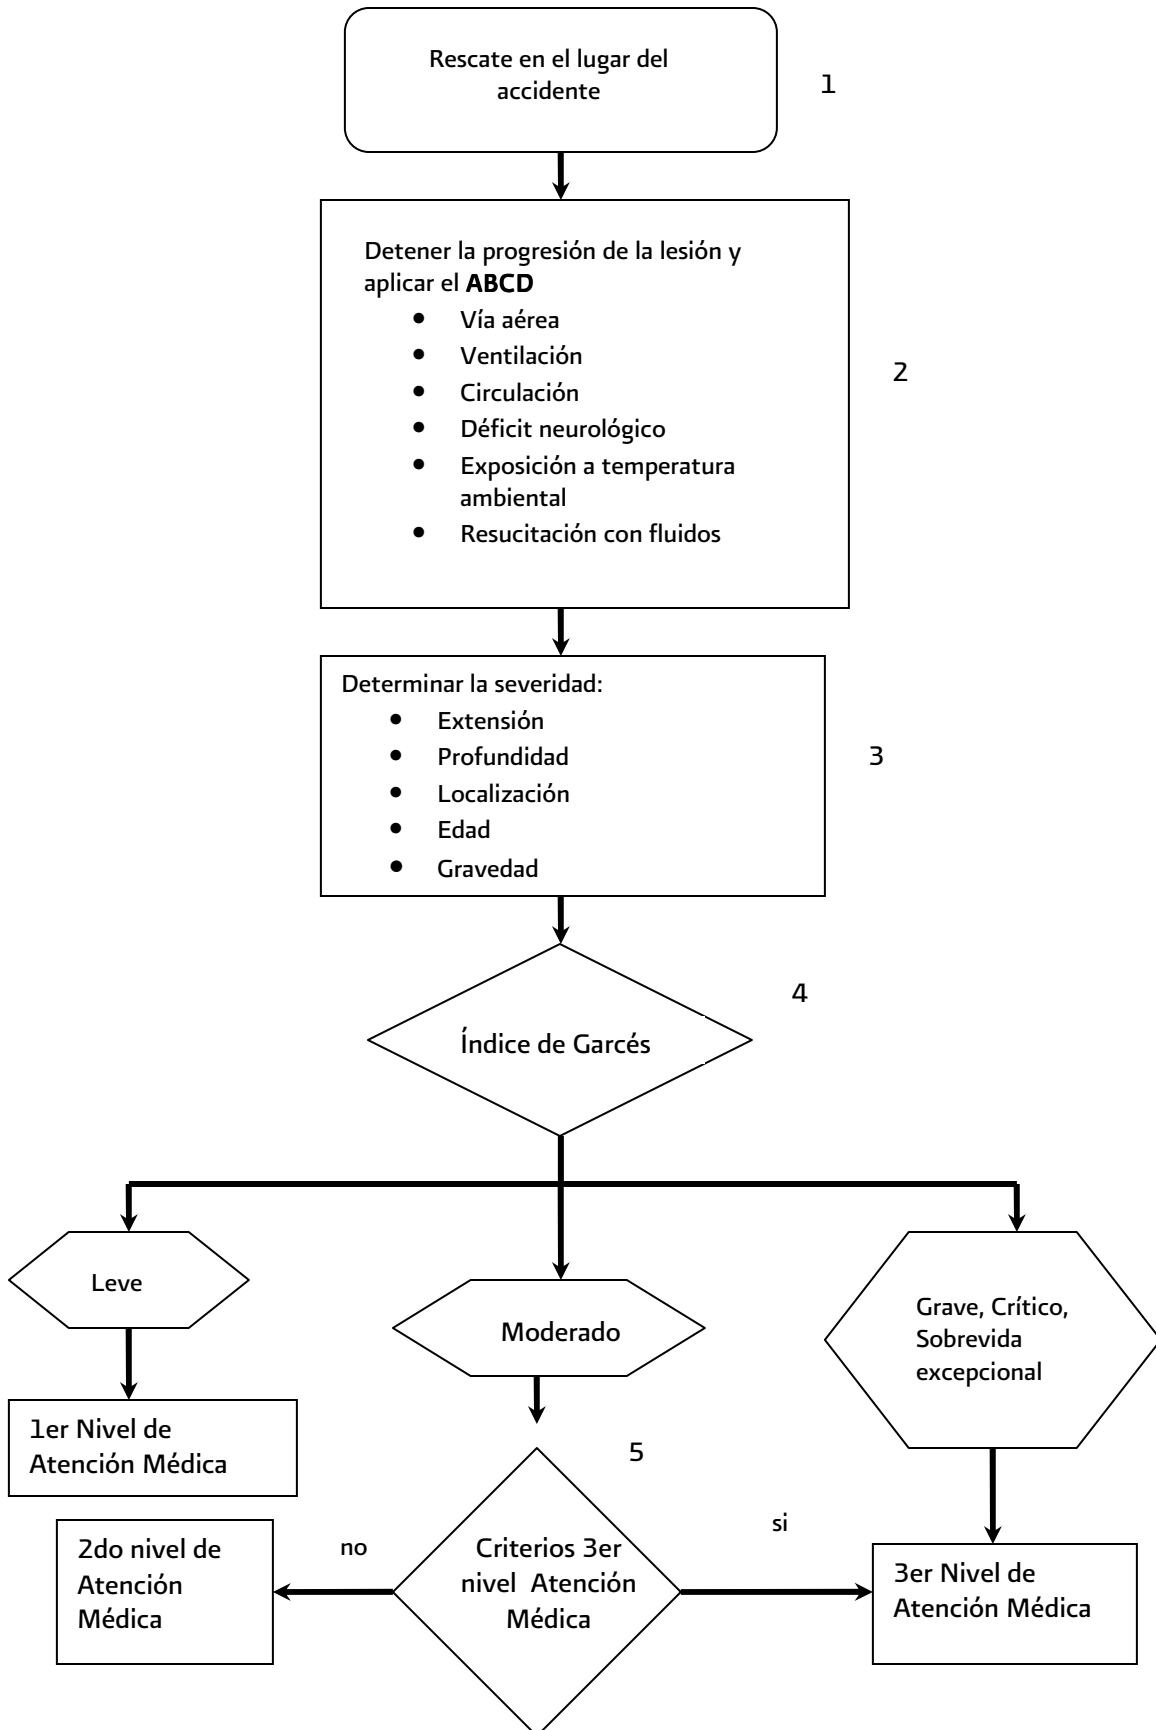 Rescate en el lugar del
accidente
1
Detener la progresión de la lesión y
aplicar el ABCD
• Vía aérea
• Ventilación
• Circulación
• Déficit neurológico
• Exposición a temperatura
ambiental
• Resucitación con fluidos
2
Determinar la severidad:
• Extensión
• Profundidad
• Localización
• Edad
• Gravedad
3
4
Índice de Garcés
Leve
Moderado
Grave, Crítico,
Sobrevida
excepcional
1er Nivel de
Atención Médica
5
2do nivel de
Atención
Médica
no
Criterios 3er
nivel Atención
Médica
si
3er Nivel de
Atención Médica